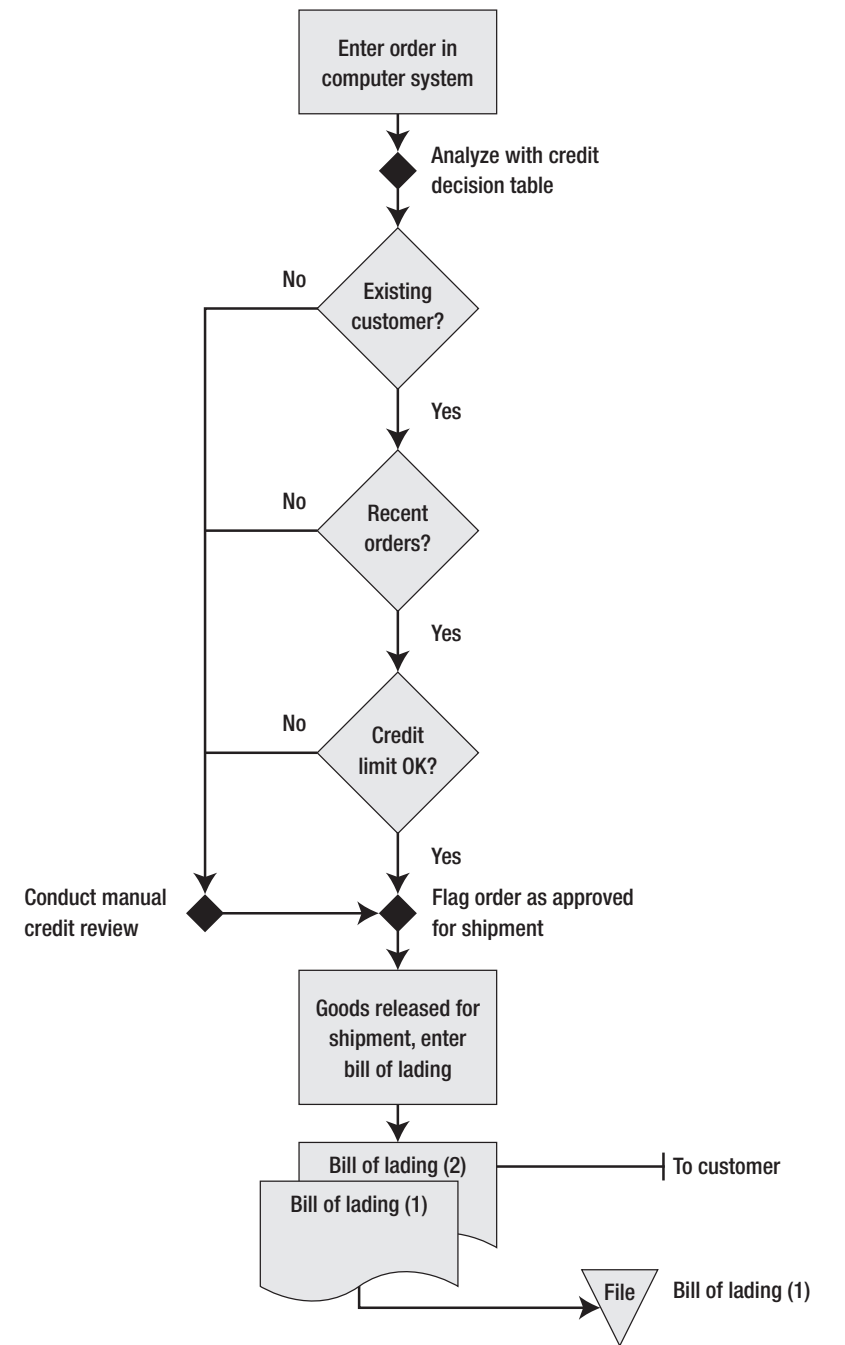 Enter order in
computer system
Analyze with credit
decision table
No
Existing
customer?
Yes
No
Recent
orders?
Yes
No
Credit
limit OK?
Yes
Conduct manual
credit review
Flag order as approved
for shipment
Goods released for
shipment, enter
bill of lading
Bill of lading (2)
To customer
Bill of lading (1)
File
Bill of lading (1)